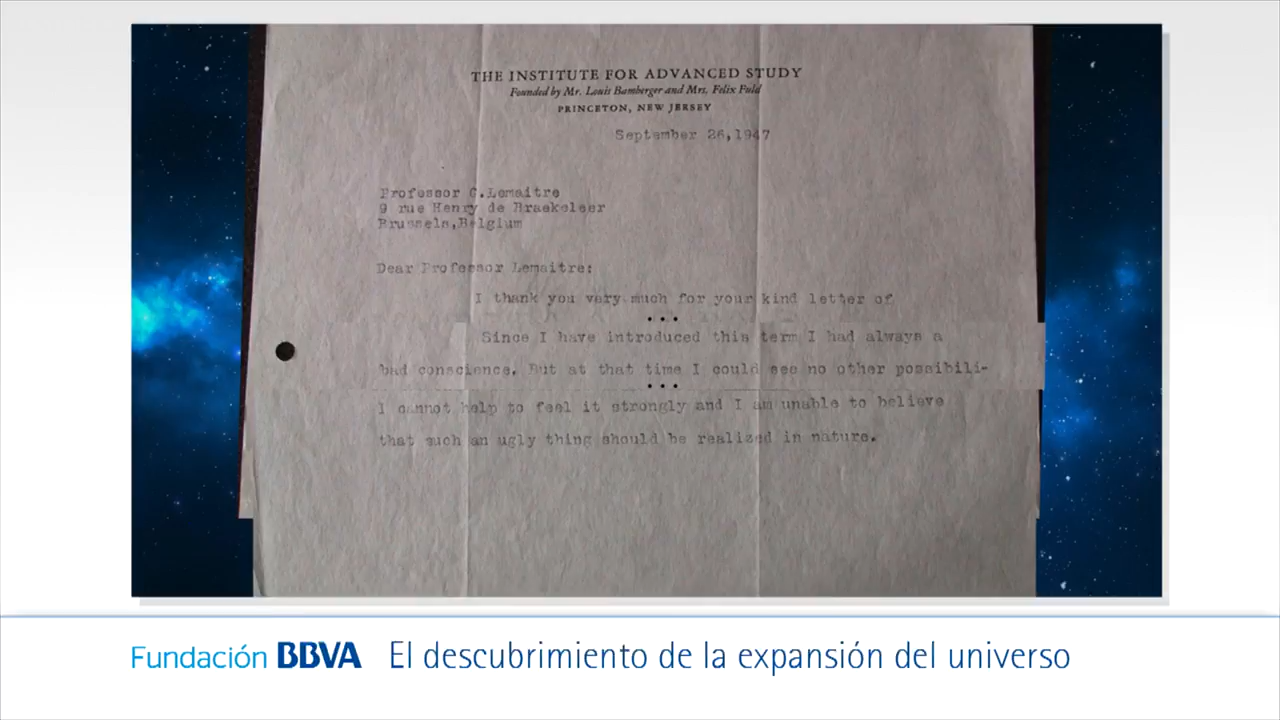 THE INSTITUTE FOR ADVANCED STUDY
Founded by Mr. Louis Bamberger and Mrs. Felix Fuld
PRINCETON, NEW JERSEY
September 26,1947
Professor G.Lemaitre
9 rue Henry de Braekeleer
Brussels,Belgium
Dear Professor Lemaitre:
I thank you very much for your kind letter of
...
Since I have introduced this term I had always a
bad conscience. But at that time I could see no other possibili-
...
I cannot help to feel it strongly and I am unable to believe
that such an ugly thing should be realized in nature.
Fundación BBVA El descubrimiento de la expansión del universo